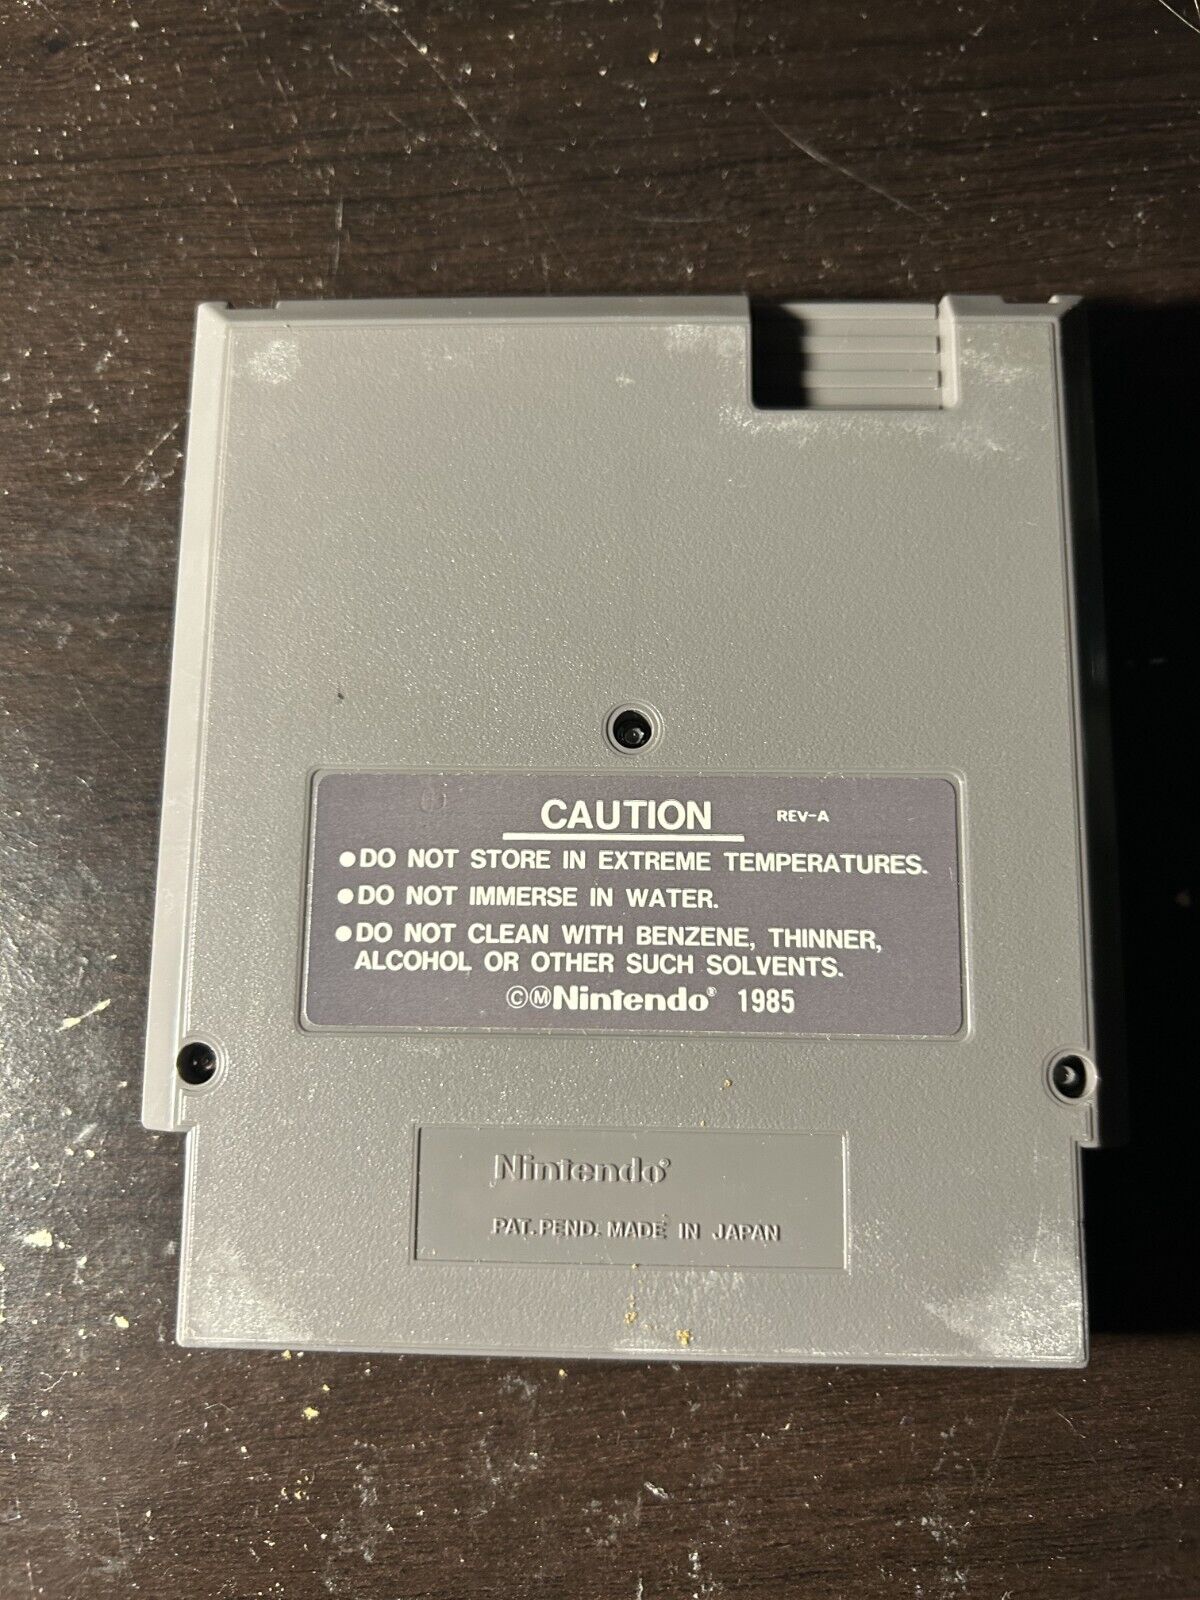 CAUTION REV-A
●DO NOT STORE IN EXTREME TEMPERATURES.
●DO NOT IMMERSE IN WATER.
●DO NOT CLEAN WITH BENZENE, THINNER,
ALCOHOL OR OTHER SUCH SOLVENTS.
©ⓂNintendo® 1985
Nintendo®
PAT. PEND. MADE IN JAPAN